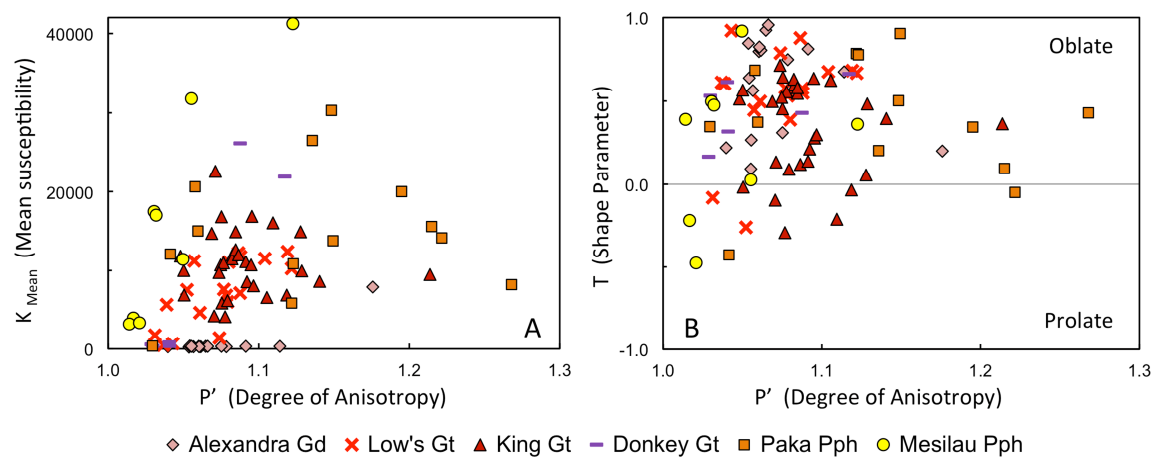 40000
20000
0
K Mean (Mean susceptibility)
1.0 1.1 1.2 1.3
P’ (Degree of Anisotropy)
A
1.0
0.0
-1.0
T (Shape Parameter)
Oblate
Prolate
B
1.0 1.1 1.2 1.3
P’ (Degree of Anisotropy)
Alexandra Gd Low's Gt King Gt Donkey Gt Paka Pph Mesilau Pph